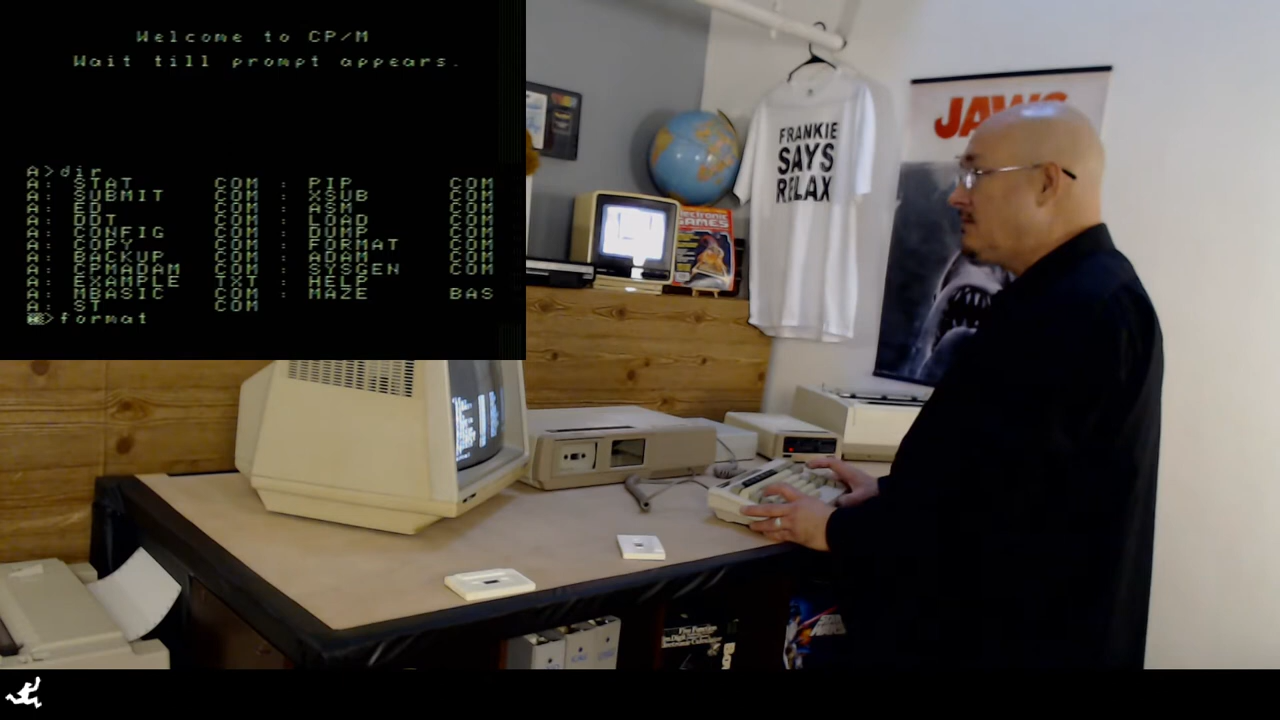 Welcome to CP/M
Wait till prompt appears.
A>dir
A: STAT COM : PIP COM
A: SUBMIT COM : XSUB COM
A: ED COM : ASM COM
A: EDT COM : LOAD COM
A: CONFIG COM : DUMP COM
A: COPY COM : FORMAT COM
A: BACKUP COM : ADAM COM
A: CPMADAM COM : SYSGEN COM
A: EXAMPLE TXT : HELP
A: MBASIC COM : MAZE BAS
A: ST COM
A>format
FRANKIE
SAYS
RELAX
JAWS
GAMES